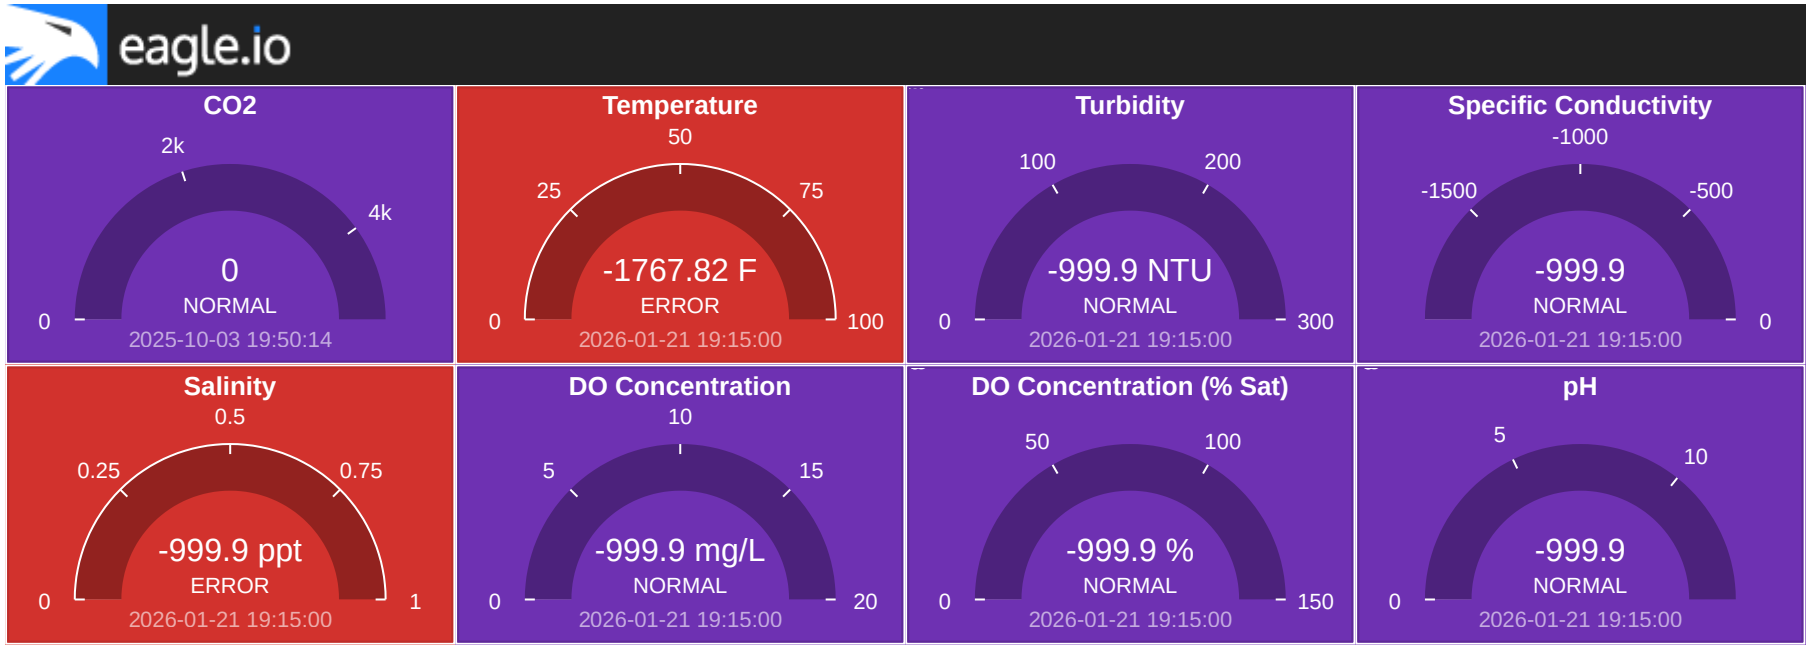 eagle.io
CO2
2k
4k
0
0
NORMAL
2025-10-03 19:50:14
Temperature
50
25
75
-1767.82 F
ERROR
0
100
2026-01-21 19:15:00
Turbidity
100
200
-999.9 NTU
NORMAL
0
300
2026-01-21 19:15:00
Specific Conductivity
-1000
-1500
-500
-999.9
NORMAL
0
2026-01-21 19:15:00
Salinity
0.5
0.25
0.75
-999.9 ppt
ERROR
0
1
2026-01-21 19:15:00
DO Concentration
10
5
15
-999.9 mg/L
NORMAL
0
20
2026-01-21 19:15:00
DO Concentration (% Sat)
50
100
-999.9 %
NORMAL
0
150
2026-01-21 19:15:00
pH
5
10
-999.9
NORMAL
0
2026-01-21 19:15:00